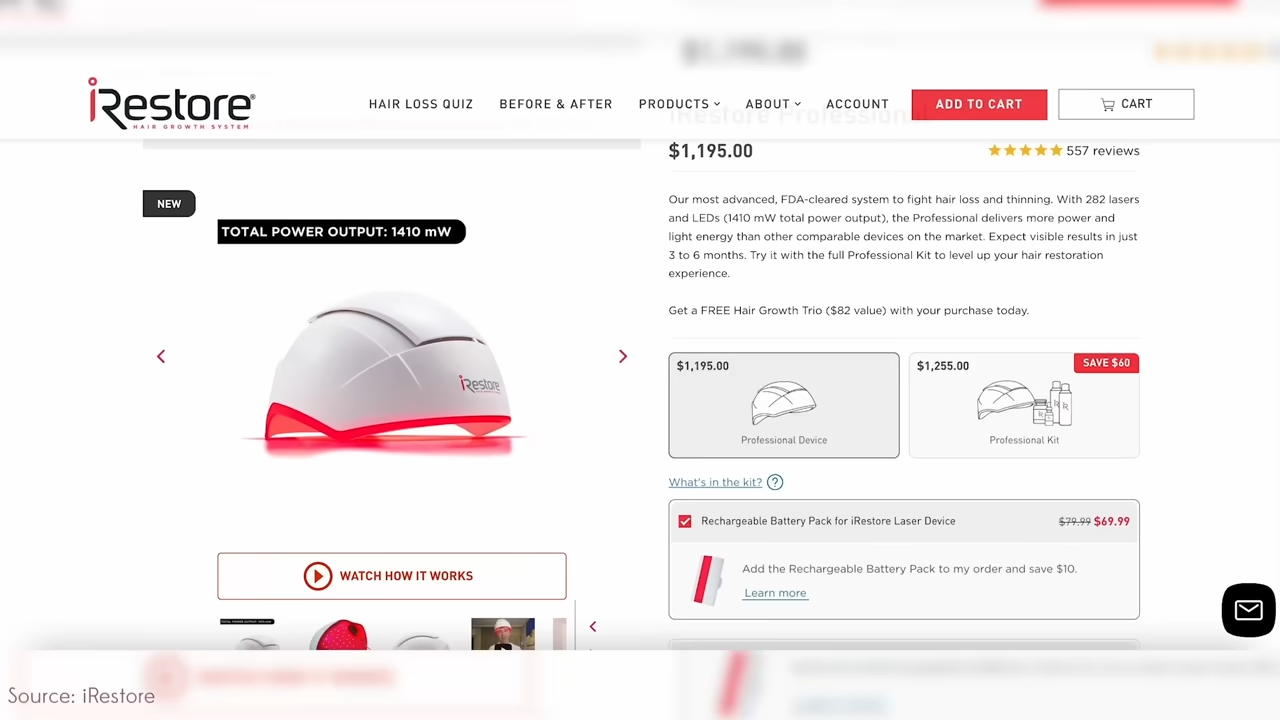 iRestore®
HAIR GROWTH SYSTEM
HAIR LOSS QUIZ
BEFORE & AFTER
PRODUCTS
ABOUT
ACCOUNT
ADD TO CART
CART
iRestore Professional
$1,195.00
557 reviews
NEW
TOTAL POWER OUTPUT: 1410 mW
iRestore
Our most advanced, FDA-cleared system to fight hair loss and thinning. With 282 lasers
and LEDs (1410 mW total power output), the Professional delivers more power and
light energy than other comparable devices on the market. Expect visible results in just
3 to 6 months. Try it with the full Professional Kit to level up your hair restoration
experience.
Get a FREE Hair Growth Trio ($82 value) with your purchase today.
$1,195.00
Professional Device
$1,255.00
SAVE $60
Professional Kit
What's in the kit? ?
Rechargeable Battery Pack for iRestore Laser Device
$79.99 $69.99
Add the Rechargeable Battery Pack to my order and save $10.
Learn more
WATCH HOW IT WORKS
TOTAL POWER OUTPUT: 1410 mW
Source: iRestore